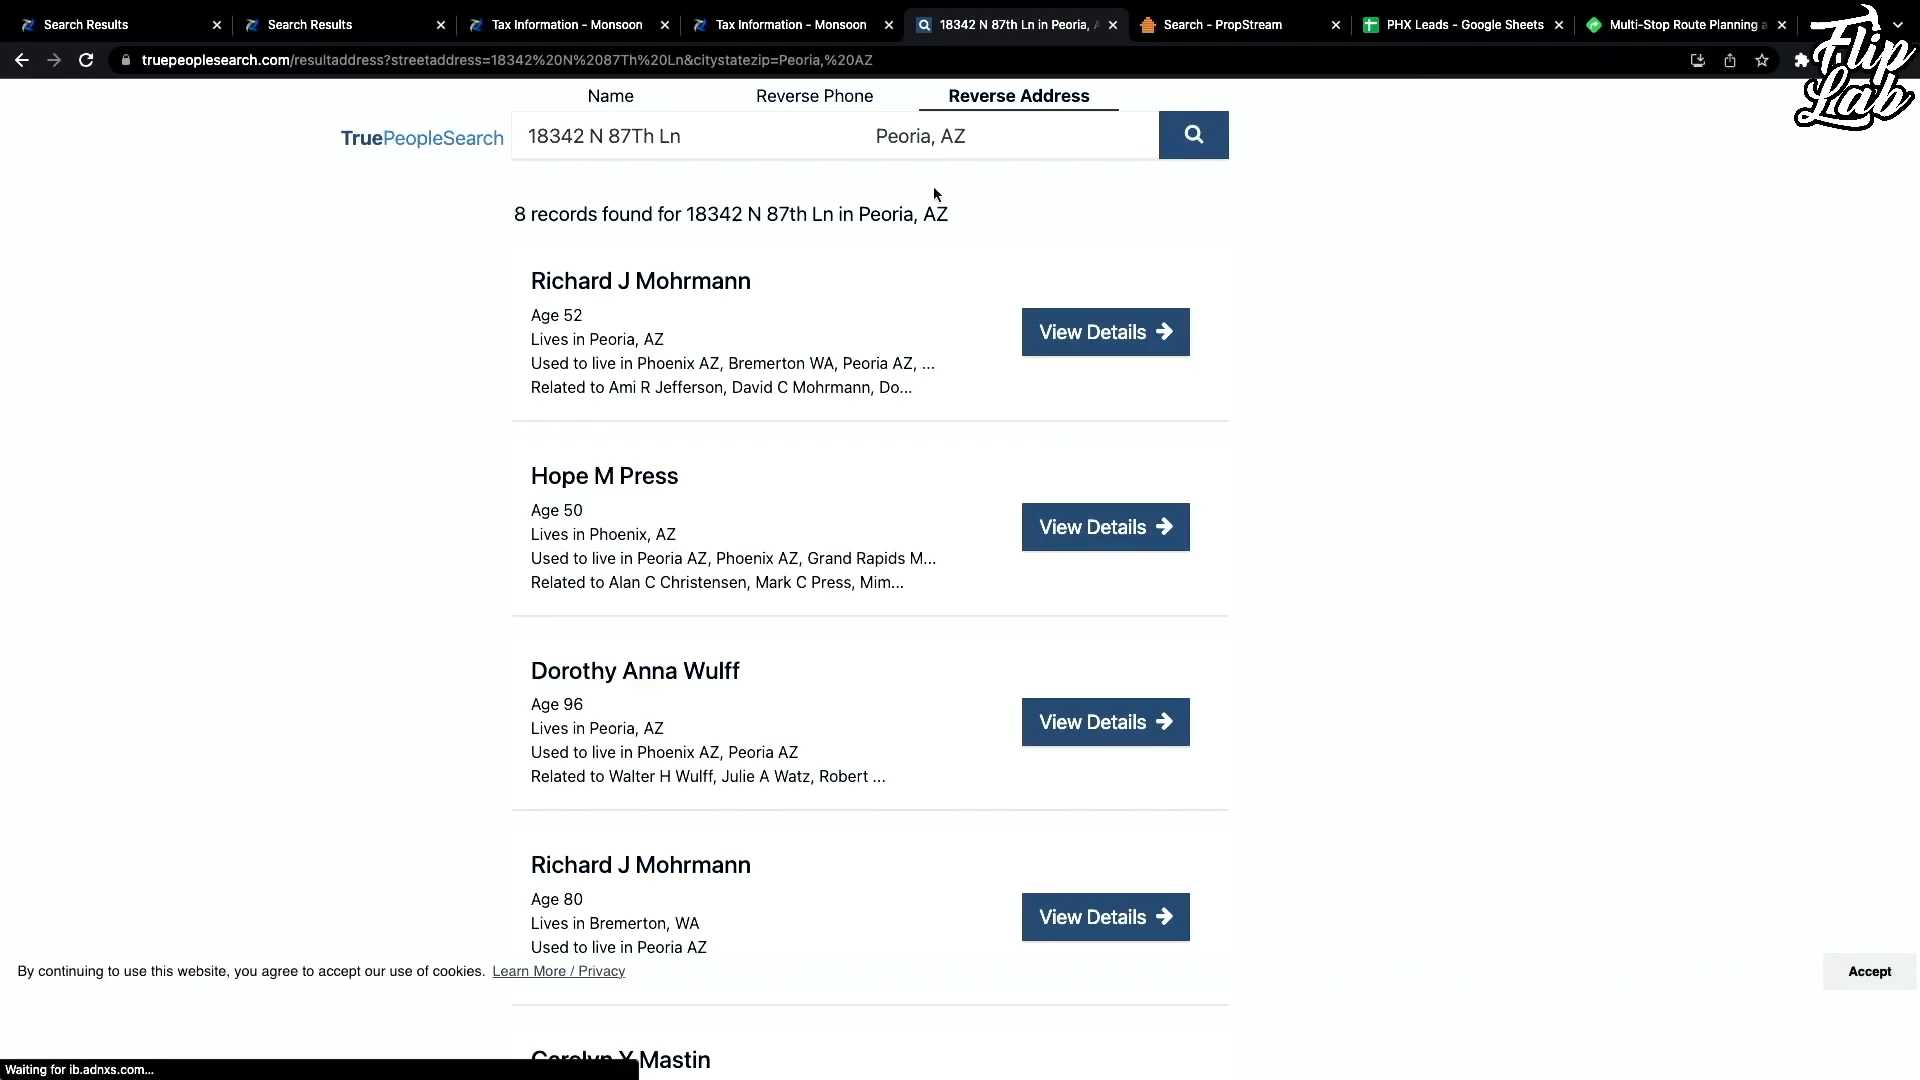 Search Results
Search Results
Tax Information - Monsoon
Tax Information - Monsoon
18342 N 87th Ln in Peoria, A
Search - PropStream
PHX Leads - Google Sheets
Multi-Stop Route Planning a
truepeoplesearch.com/resultaddress?streetaddress=18342%20N%2087Th%20Ln&citystatezip=Peoria,%20AZ
Flip
Lab
Name
Reverse Phone
Reverse Address
TruePeopleSearch
18342 N 87Th Ln
Peoria, AZ
8 records found for 18342 N 87th Ln in Peoria, AZ
Richard J Mohrmann
Age 52
Lives in Peoria, AZ
Used to live in Phoenix AZ, Bremerton WA, Peoria AZ, ...
Related to Ami R Jefferson, David C Mohrmann, Do...
View Details
Hope M Press
Age 50
Lives in Phoenix, AZ
Used to live in Peoria AZ, Phoenix AZ, Grand Rapids M...
Related to Alan C Christensen, Mark C Press, Mim...
View Details
Dorothy Anna Wulff
Age 96
Lives in Peoria, AZ
Used to live in Phoenix AZ, Peoria AZ
Related to Walter H Wulff, Julie A Watz, Robert ...
View Details
Richard J Mohrmann
Age 80
Lives in Bremerton, WA
Used to live in Peoria AZ
View Details
By continuing to use this website, you agree to accept our use of cookies. Learn More / Privacy
Accept
Carolyn Y Mastin
Waiting for ib.adnxs.com...